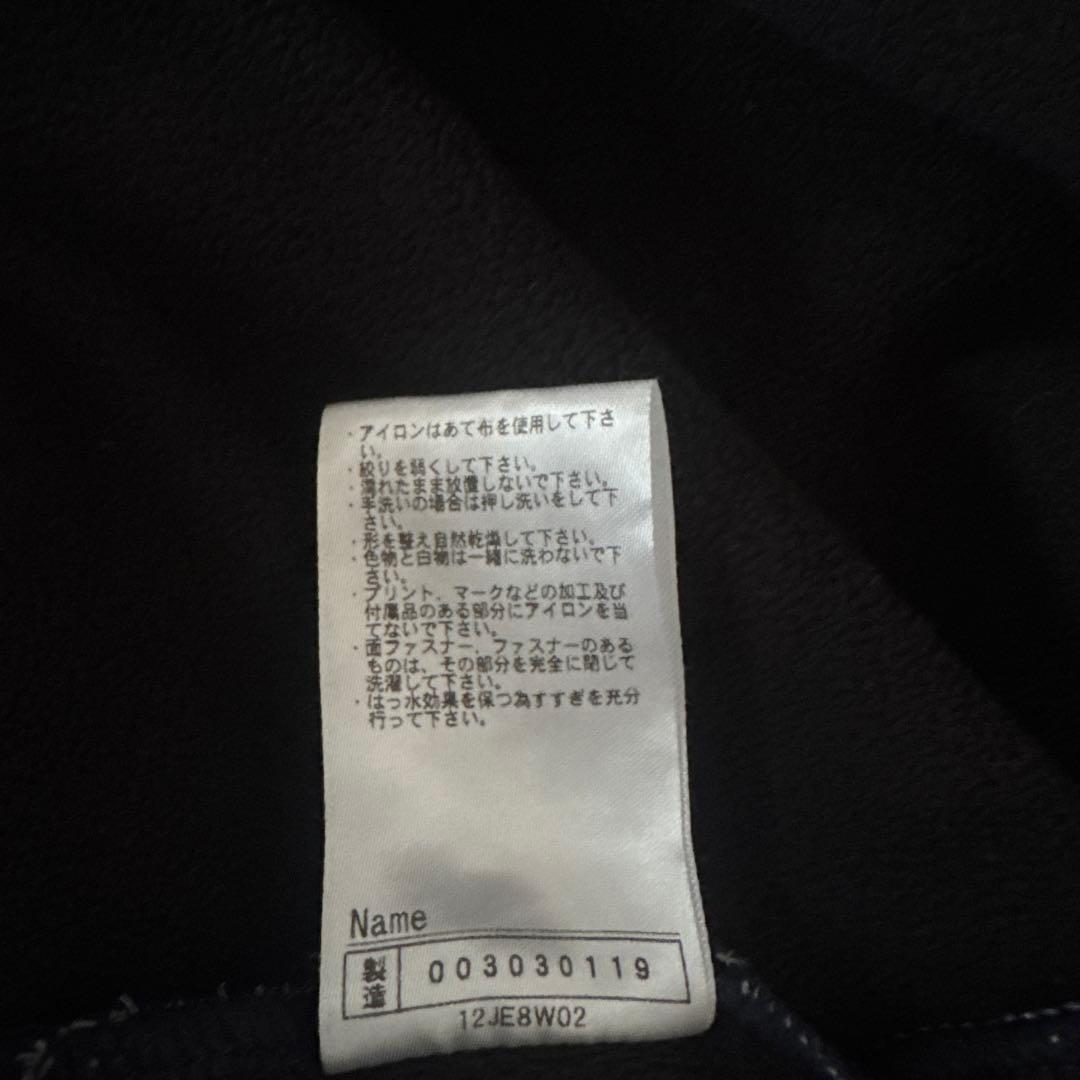 ・アイロンはあて布を使用して下さ
い。
・絞りを弱くして下さい。
・濡れたまま放置しないで下さい。
・手洗いの場合は押し洗いをして下
さい。
・形を整え自然乾燥して下さい。
・色物と白物は一緒に洗わないで下
さい。
・プリント、マークなどの加工及び
付属品のある部分にアイロンを当
てないで下さい。
・面ファスナー、ファスナーのある
ものは、その部分を完全に閉じて
洗濯して下さい。
・はっ水効果を保つ為すすぎを充分
行って下さい。
Name
製造 003030119
12JE8W02